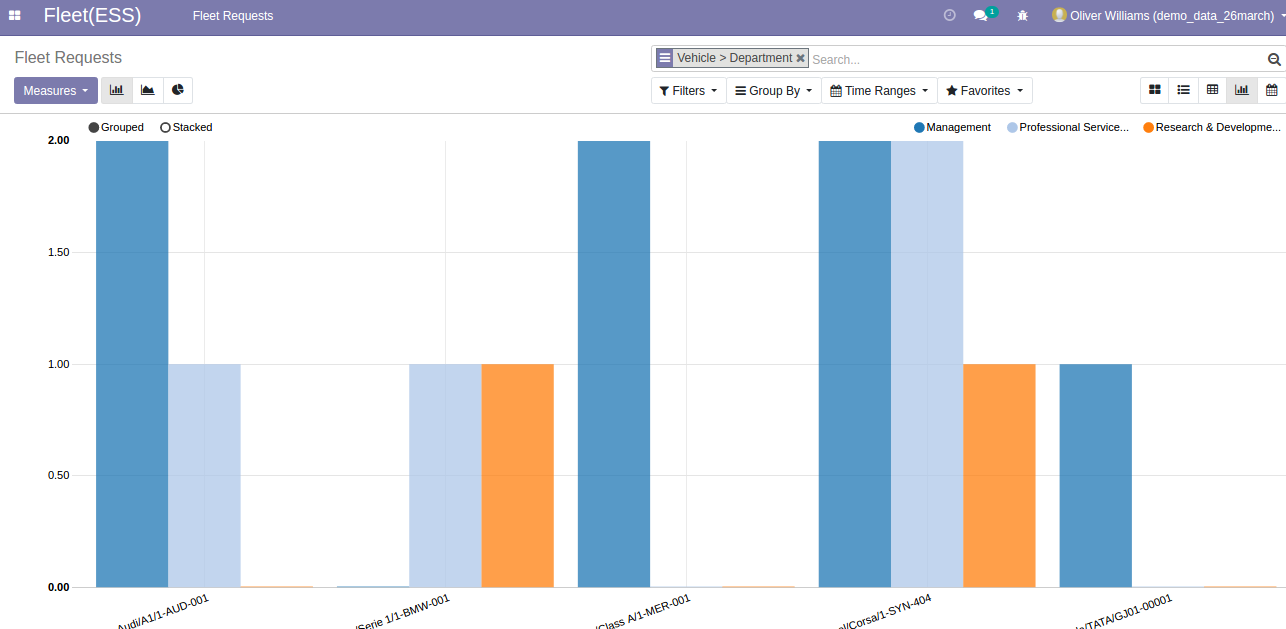 Fleet(ESS) Fleet Requests 1 Oliver Williams (demo_data_26march)
Fleet Requests
Vehicle > Department Search...
Measures Filters Group By Time Ranges Favorites
Grouped Stacked Management Professional Service... Research & Developme...
2.00
1.50
1.00
0.50
0.00
Audi/A1/1-AUD-001
/Serie 1/1-BMW-001
/Class A/1-MER-001
/Corsa/1-SYN-404
/TATA/GJ01-00001